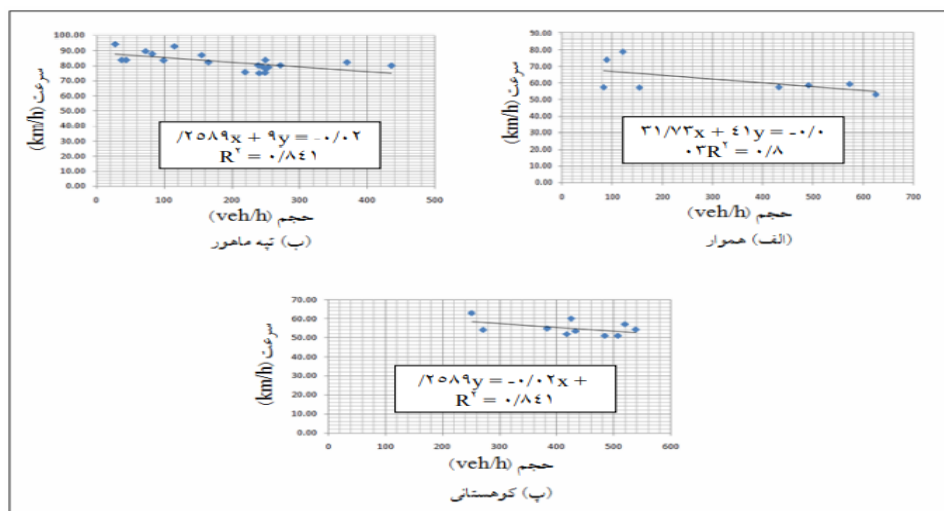 100.00
90.00
80.00
70.00
60.00
50.00
40.00
30.00
20.00
10.00
0.00
سرعت (km/h)
/۲۵۸۹x + ۹y = -۰/۰۲
R² = ۰/۸٤۱
0 100 200 300 400 500
حجم (veh/h)
(ب) تپه ماهور
90.00
80.00
70.00
60.00
50.00
40.00
30.00
20.00
10.00
0.00
سرعت (km/h)
۳۱/۷۳x + ٤۱y = -۰/۰
۰۳R² = ۰/۸
0 100 200 300 400 500 600 700
حجم (veh/h)
(الف) هموار
70.00
60.00
50.00
40.00
30.00
20.00
10.00
0.00
سرعت (km/h)
/۲۵۸۹y = -۰/۰۲x +
R² = ۰/۸٤۱
0 100 200 300 400 500 600
حجم (veh/h)
(پ) کوهستانی